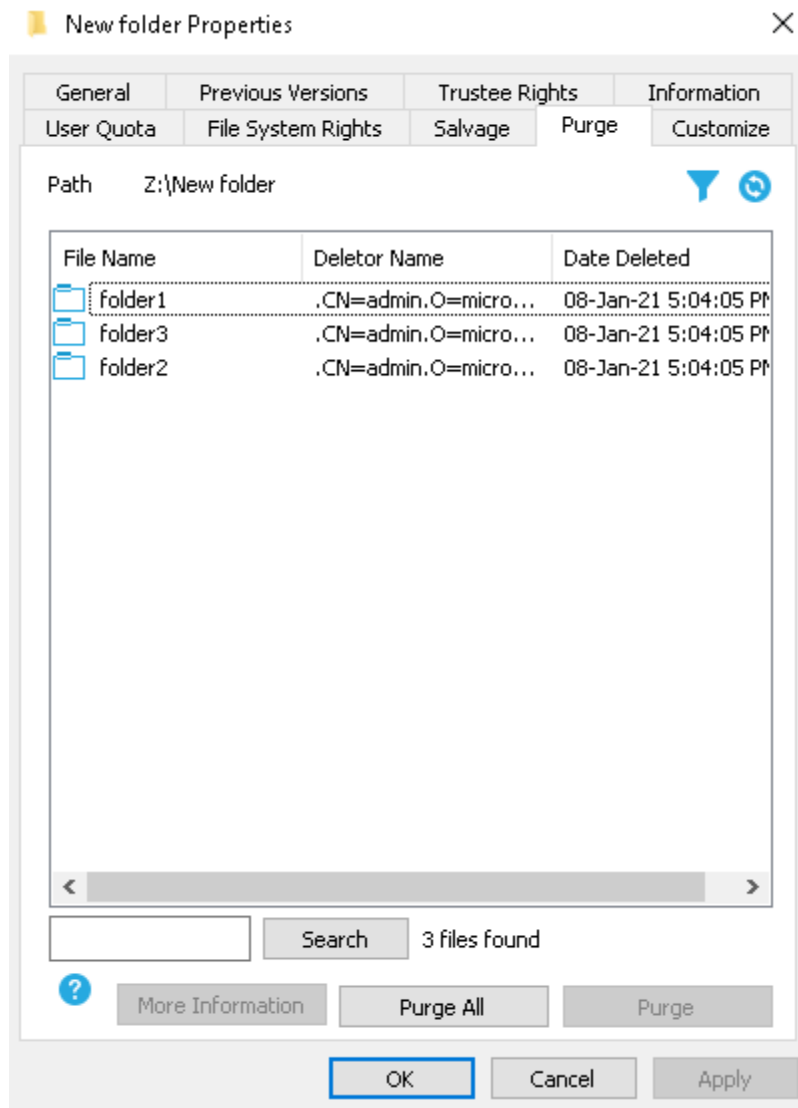 New folder Properties
General Previous Versions Trustee Rights Information
User Quota File System Rights Salvage Purge Customize
Path Z:\New folder
File Name Deletor Name Date Deleted
folder1 .CN=admin.O=micro... 08-Jan-21 5:04:05 PM
folder3 .CN=admin.O=micro... 08-Jan-21 5:04:05 PM
folder2 .CN=admin.O=micro... 08-Jan-21 5:04:05 PM
Search 3 files found
? More Information Purge All Purge
OK Cancel Apply